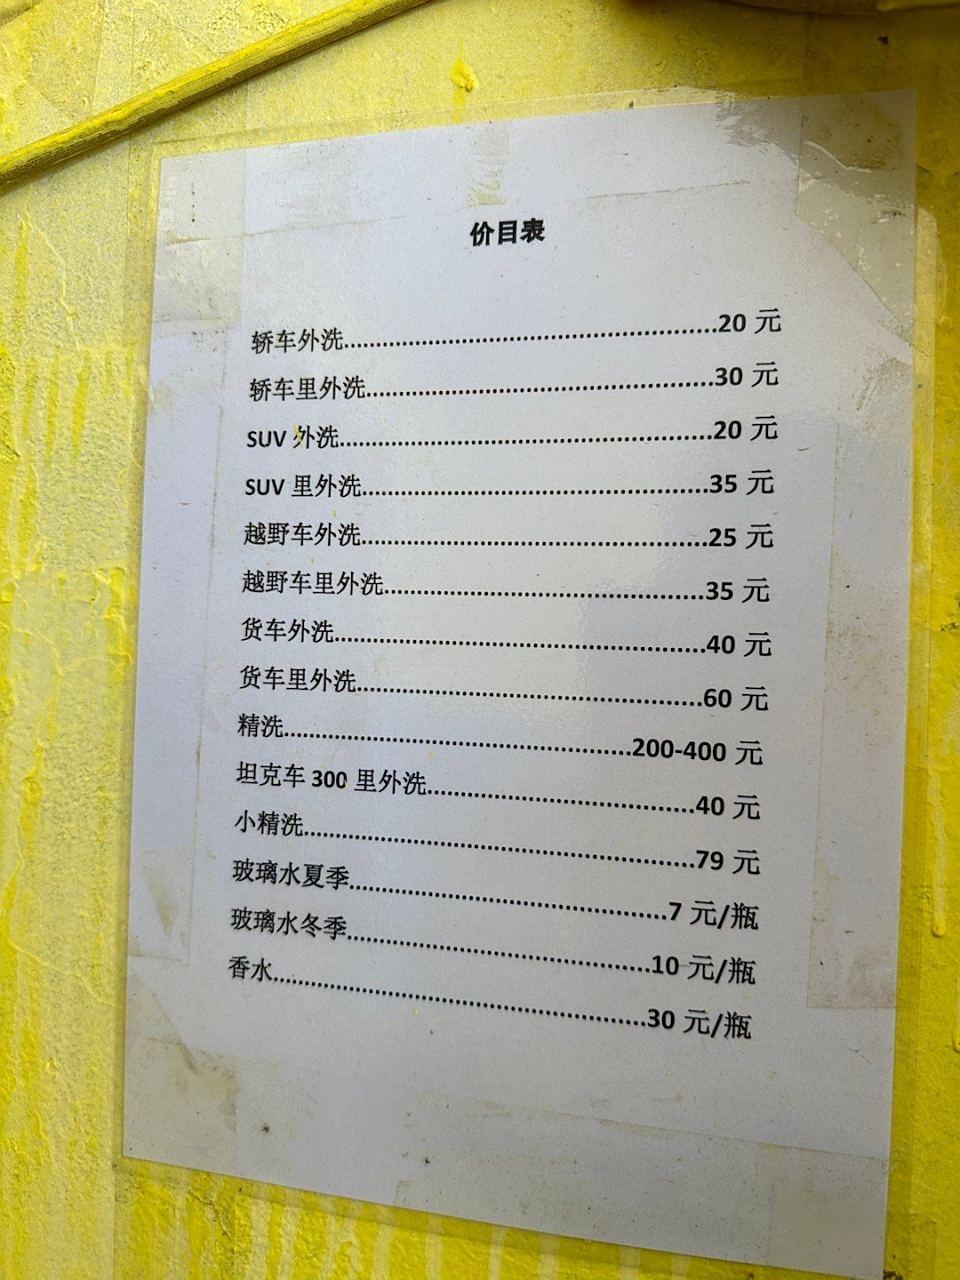 价目表
轿车外洗......................................................20 元
轿车里外洗..................................................30 元
SUV 外洗......................................................20 元
SUV 里外洗..................................................35 元
越野车外洗..................................................25 元
越野车里外洗..............................................35 元
货车外洗......................................................40 元
货车里外洗..................................................60 元
精洗..................................................200-400 元
坦克车 300 里外洗.......................................40 元
小精洗.........................................................79 元
玻璃水夏季..............................................7 元/瓶
玻璃水冬季............................................10 元/瓶
香水......................................................30 元/瓶